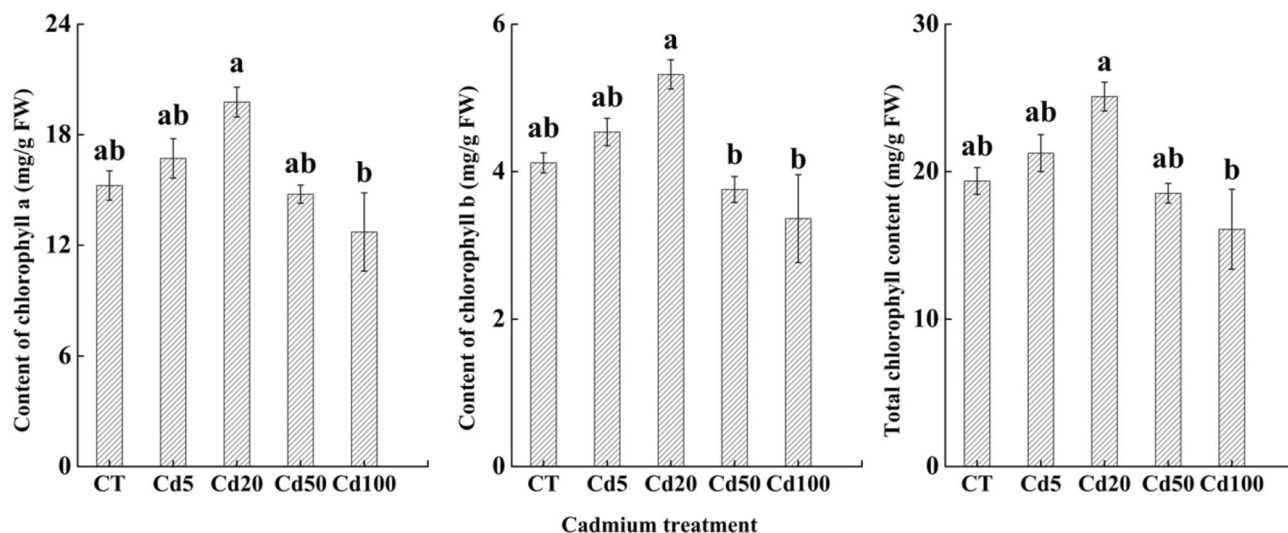 Content of chlorophyll a (mg/g FW)
24
18
12
6
0
ab
ab
a
ab
b
CT Cd5 Cd20 Cd50 Cd100
Content of chlorophyll b (mg/g FW)
6
4
2
0
ab
ab
a
b
b
CT Cd5 Cd20 Cd50 Cd100
Total chlorophyll content (mg/g FW)
30
20
10
0
ab
ab
a
ab
b
CT Cd5 Cd20 Cd50 Cd100
Cadmium treatment